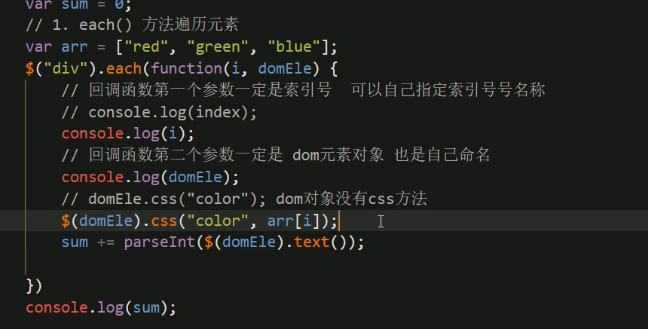 var sum = 0;
// 1. each() 方法遍历元素
var arr = ["red", "green", "blue"];
$("div").each(function(i, domEle) {
// 回调函数第一个参数一定是索引号  可以自己指定索引号号名称
// console.log(index);
console.log(i);
// 回调函数第二个参数一定是 dom元素对象 也是自己命名
console.log(domEle);
// domEle.css("color"); dom对象没有css方法
$(domEle).css("color", arr[i]);
sum += parseInt($(domEle).text());
})
console.log(sum);